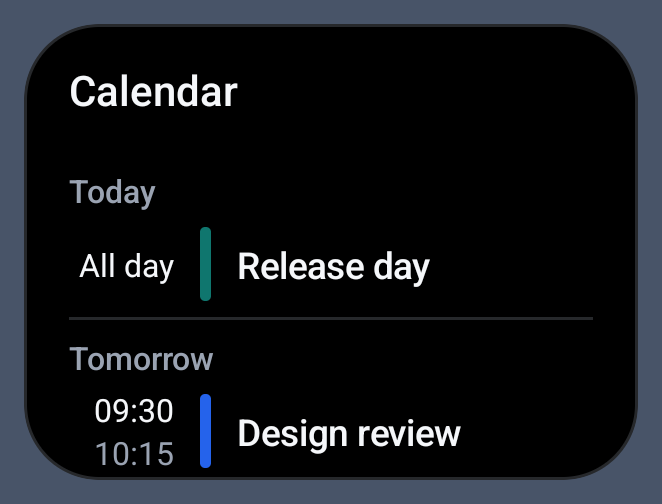 Calendar
Today
All day Release day
Tomorrow
09:30
10:15 Design review